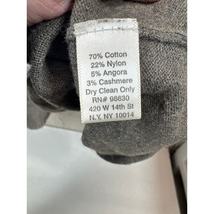 70% Cotton
22% Nylon
5% Angora
3% Cashmere
Dry Clean Only
RN# 98630
420 W 14th St
N.Y. NY 10014